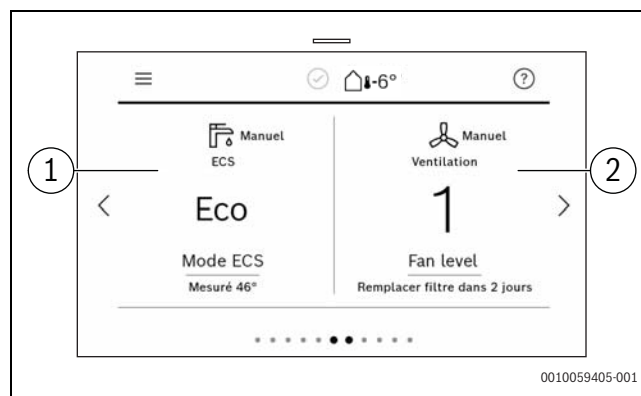 -6° ?
Manuel
ECS
Eco
Mode ECS
Mesuré 46°
Manuel
Ventilation
1
Fan level
Remplacer filtre dans 2 jours
1
2
0010059405-001